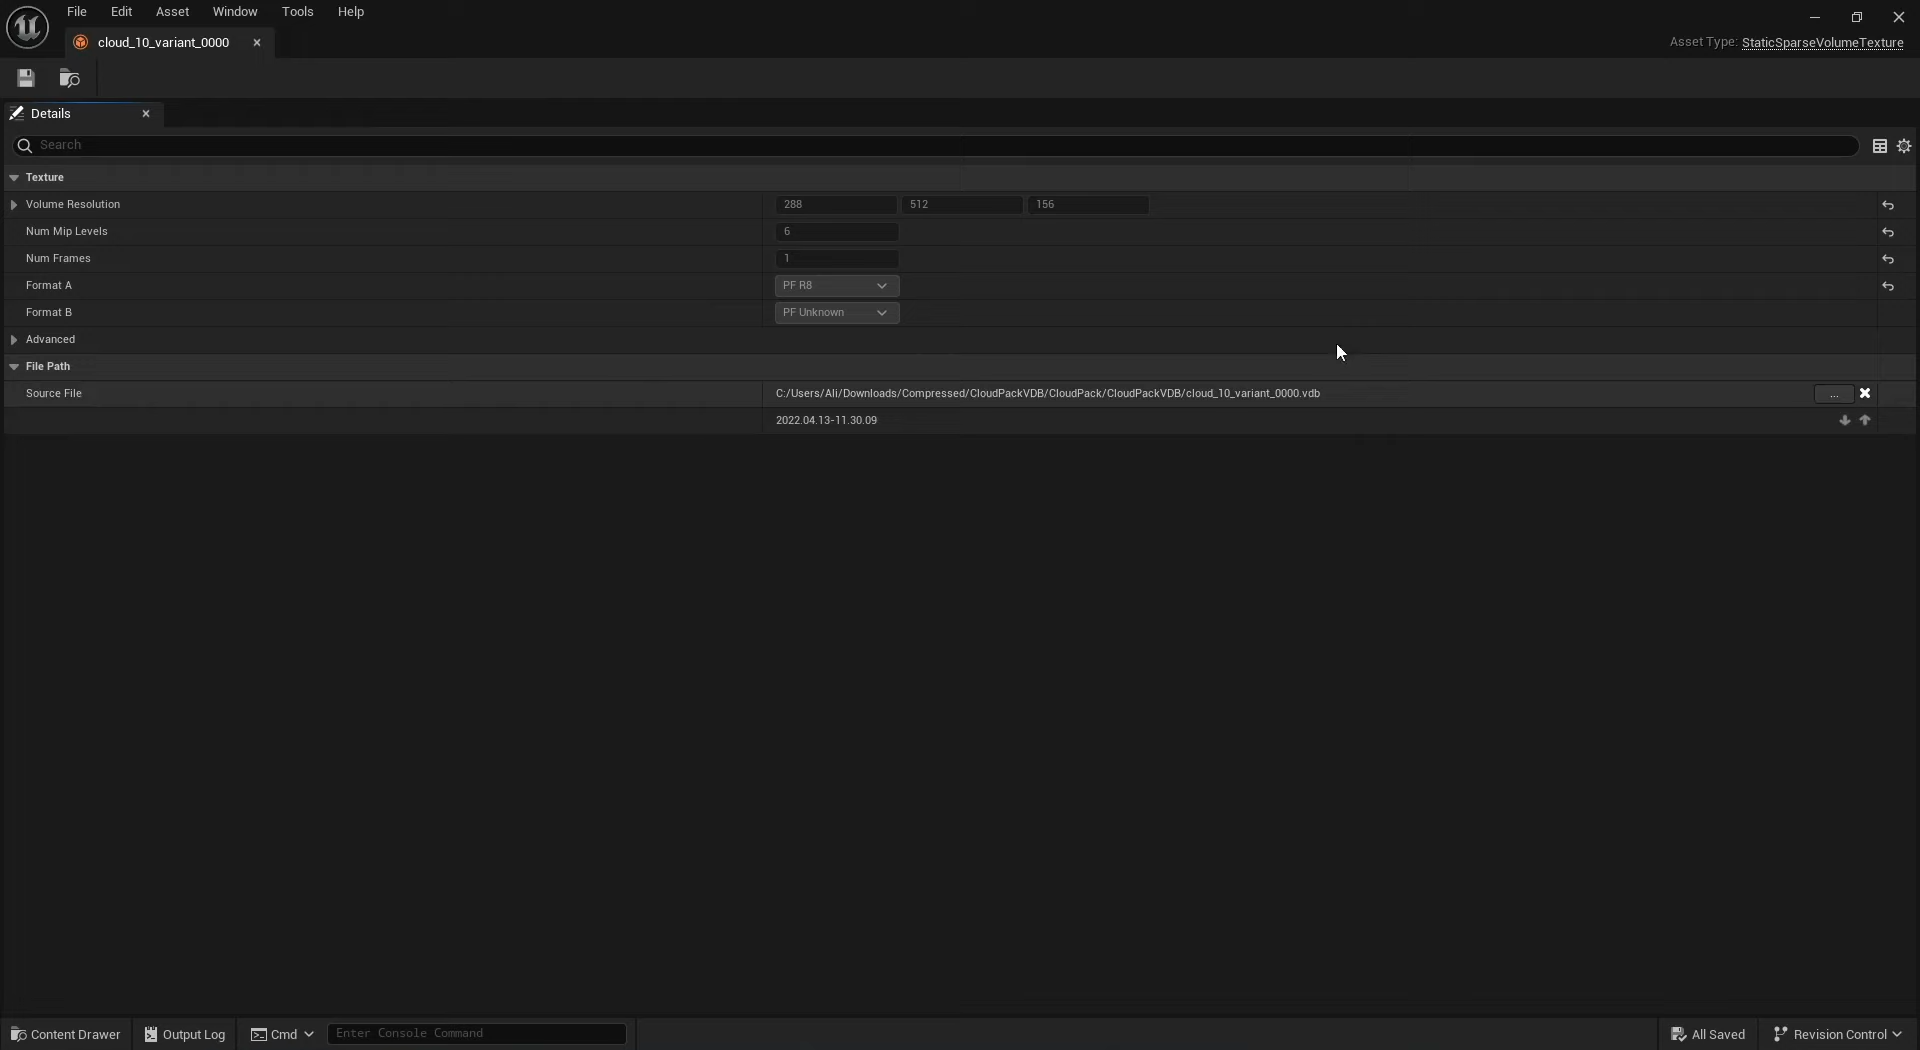 File Edit Asset Window Tools Help
cloud_10_variant_0000
Asset Type: StaticSparseVolumeTexture
Details
Search
Texture
Volume Resolution 288 512 156
Num Mip Levels 6
Num Frames 1
Format A PF R8
Format B PF Unknown
Advanced
File Path
Source File C:/Users/Ali/Downloads/Compressed/CloudPackVDB/CloudPack/CloudPackVDB/cloud_10_variant_0000.vdb ...
2022.04.13-11.30.09
Content Drawer Output Log Cmd Enter Console Command All Saved Revision Control